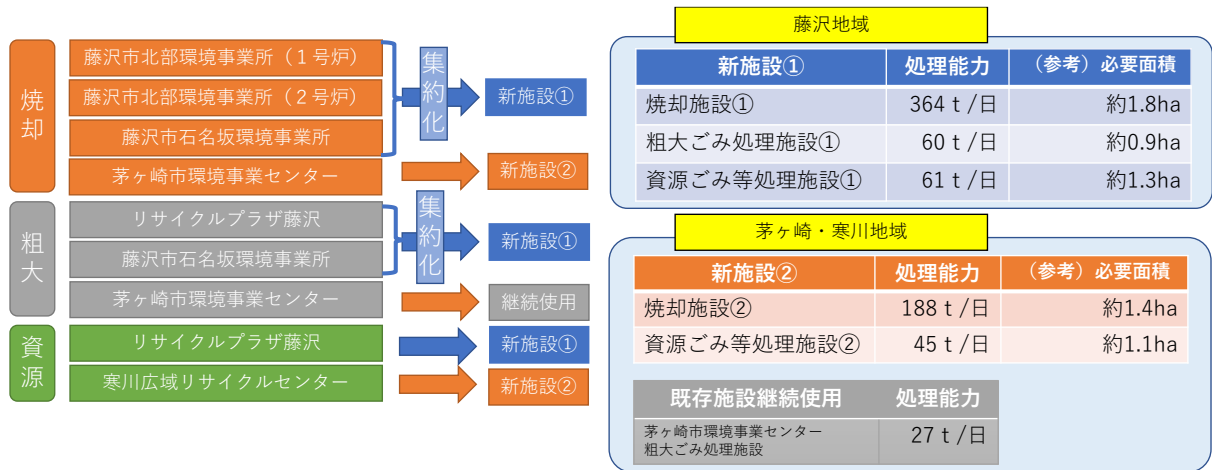 焼却
藤沢市北部環境事業所（１号炉）
藤沢市北部環境事業所（２号炉）
藤沢市石名坂環境事業所
茅ヶ崎市環境事業センター
集約化
新施設①
新施設②
粗大
リサイクルプラザ藤沢
藤沢市石名坂環境事業所
茅ヶ崎市環境事業センター
集約化
新施設①
継続使用
資源
リサイクルプラザ藤沢
寒川広域リサイクルセンター
新施設①
新施設②
藤沢地域
新施設① 処理能力 （参考）必要面積
焼却施設① 364ｔ/日 約1.8ha
粗大ごみ処理施設① 60ｔ/日 約0.9ha
資源ごみ等処理施設① 61ｔ/日 約1.3ha
茅ヶ崎・寒川地域
新施設② 処理能力 （参考）必要面積
焼却施設② 188ｔ/日 約1.4ha
資源ごみ等処理施設② 45ｔ/日 約1.1ha
既存施設継続使用 処理能力
茅ヶ崎市環境事業センター
粗大ごみ処理施設 27ｔ/日